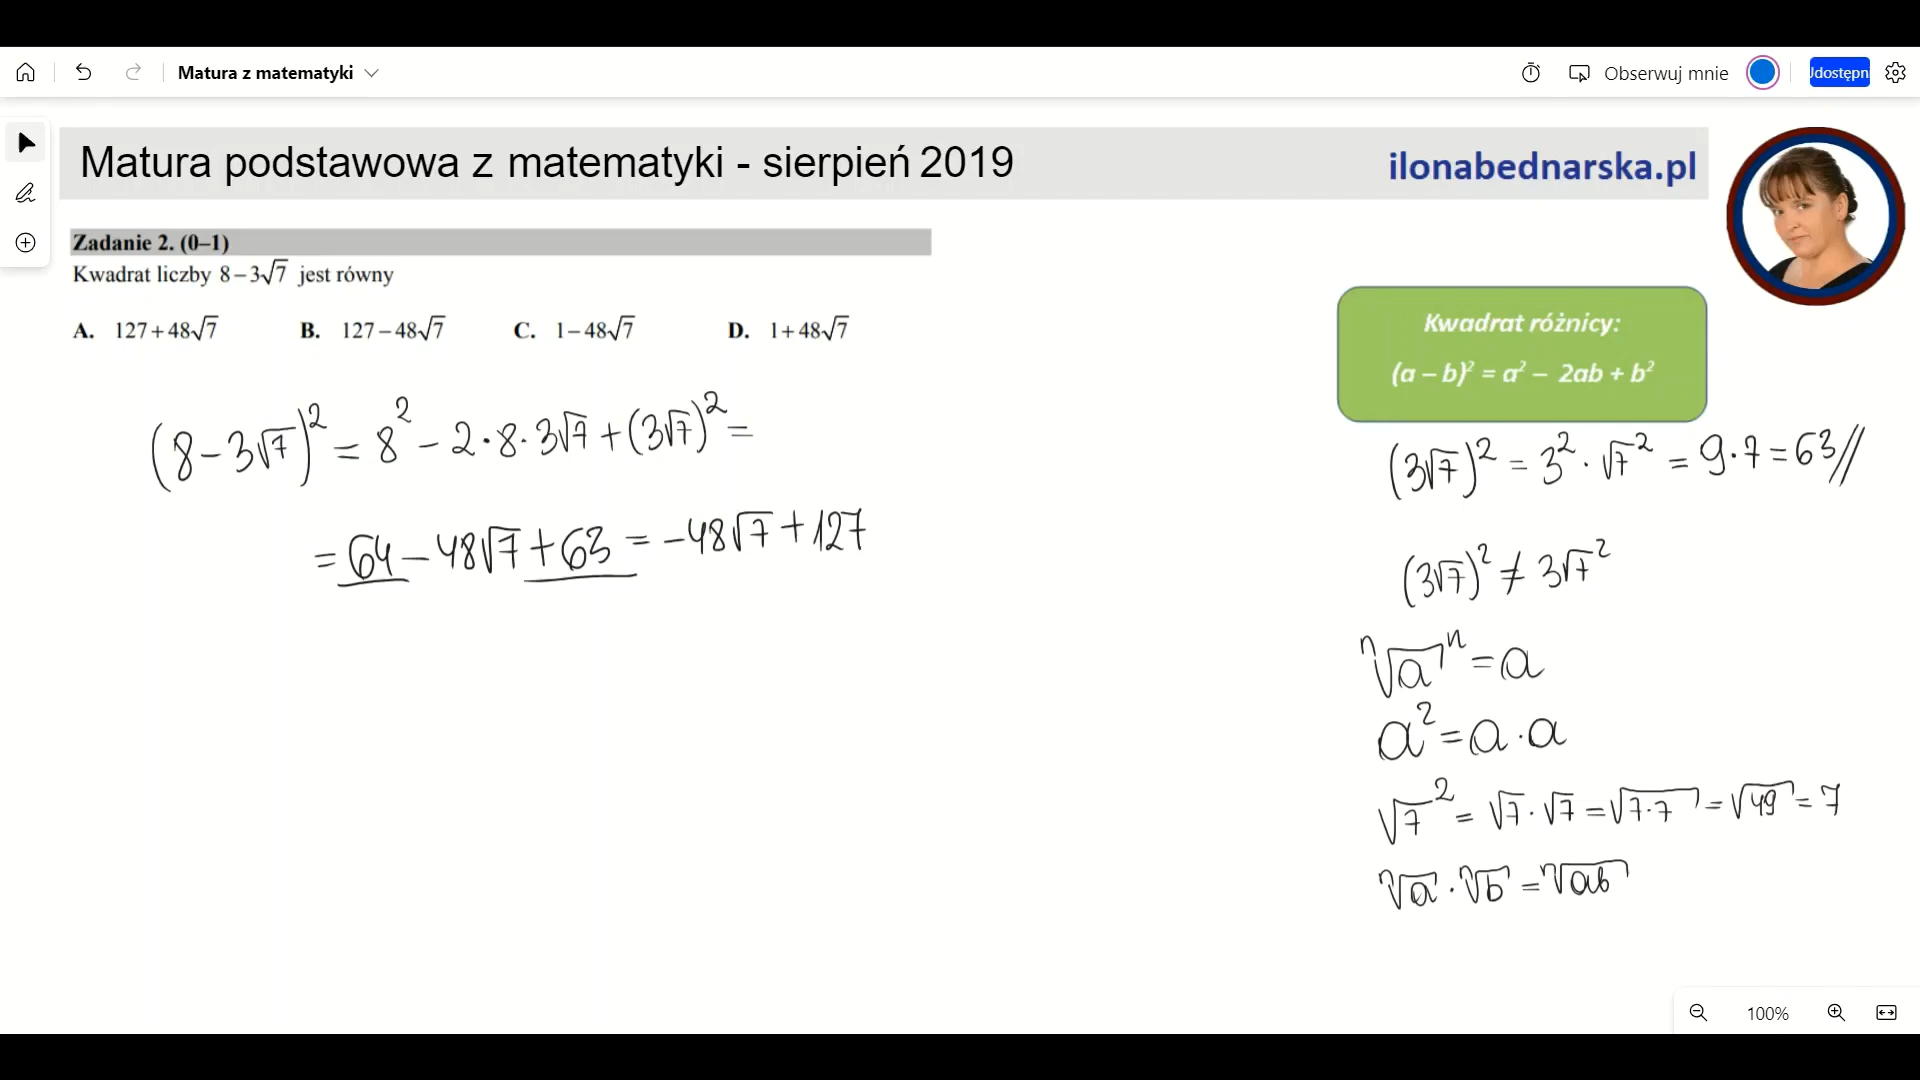 Matura z matematyki
Obserwuj mnie
Udostępni
Matura podstawowa z matematyki - sierpień 2019
ilonabednarska.pl
Zadanie 2. (0–1)
Kwadrat liczby 8−3√7 jest równy
A. 127+48√7 B. 127−48√7 C. 1−48√7 D. 1+48√7
Kwadrat różnicy:
(a – b)² = a² – 2ab + b²
(8−3√7)² = 8² − 2·8·3√7 + (3√7)² =
= 64 − 48√7 + 63 = −48√7 + 127
(3√7)² = 3² · √7² = 9·7 = 63//
(3√7)² ≠ 3√7²
ⁿ√a ⁿ = a
a² = a · a
√7² = √7 · √7 = √7·7 = √49 = 7
ⁿ√a · ⁿ√b = ⁿ√ab
100%